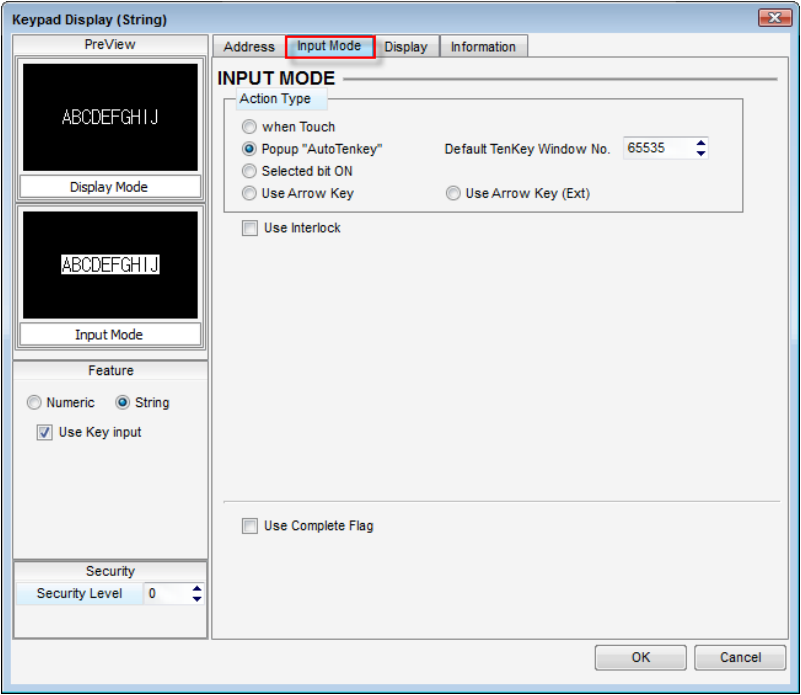 Keypad Display (String)
PreView
ABCDEFGHIJ
Display Mode
ABCDEFGHIJ
Input Mode
Feature
Numeric String
Use Key input
Security
Security Level 0
Address Input Mode Display Information
INPUT MODE
Action Type
when Touch
Popup "AutoTenkey" Default TenKey Window No. 65535
Selected bit ON
Use Arrow Key Use Arrow Key (Ext)
Use Interlock
Use Complete Flag
OK Cancel